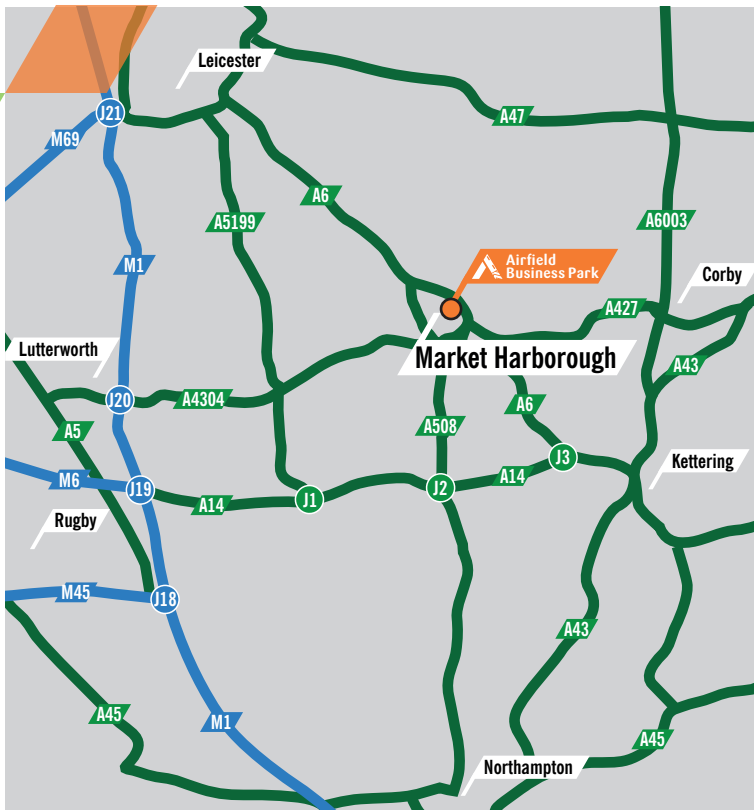 Leicester
J21
A47
M69
A6
A5199
A6003
M1
Airfield
Business Park
Corby
A427
Lutterworth
Market Harborough
A43
J20
A4304
A6
A5
A508
J3
Kettering
M6
J19
A14
J1
J2
A14
Rugby
M45
J18
A43
A45
M1
A45
Northampton